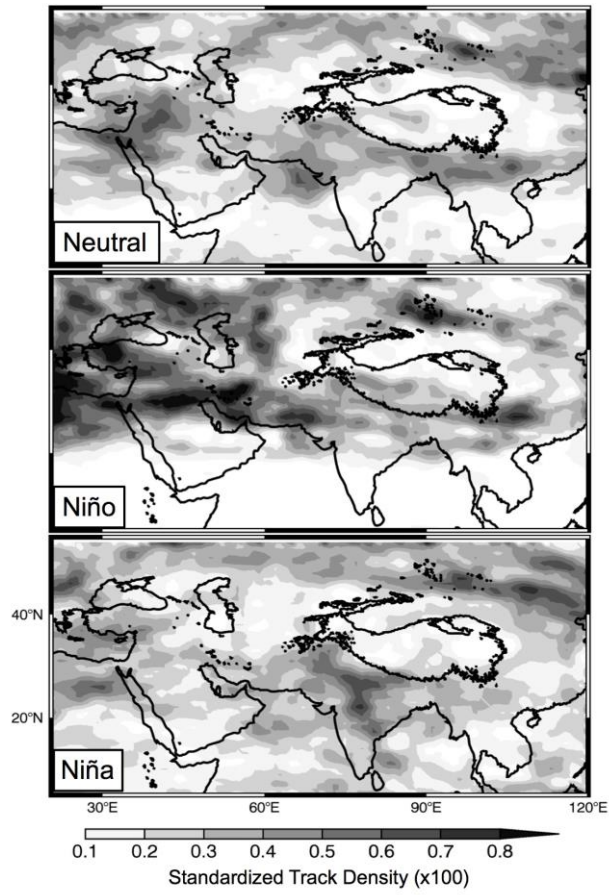 Neutral
Niño
40°N
20°N
Niña
30°E 60°E 90°E 120°E
0.1 0.2 0.3 0.4 0.5 0.6 0.7 0.8
Standardized Track Density (x100)